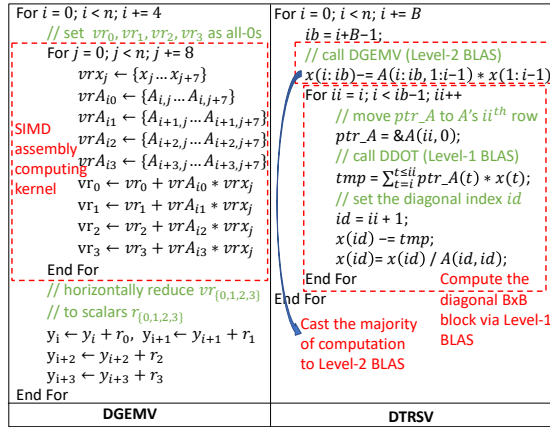 For i = 0; i < n; i += 4
// set vr₀, vr₁, vr₂, vr₃ as all-0s
For j = 0; j < n; j += 8
vrxⱼ ← {xⱼ … xⱼ₊₇}
vrAᵢ₀ ← {Aᵢ,ⱼ … Aᵢ,ⱼ₊₇}
vrAᵢ₁ ← {Aᵢ₊₁,ⱼ … Aᵢ₊₁,ⱼ₊₇}
vrAᵢ₂ ← {Aᵢ₊₂,ⱼ … Aᵢ₊₂,ⱼ₊₇}
vrAᵢ₃ ← {Aᵢ₊₃,ⱼ … Aᵢ₊₃,ⱼ₊₇}
vr₀ ← vr₀ + vrAᵢ₀ * vrxⱼ
vr₁ ← vr₁ + vrAᵢ₁ * vrxⱼ
vr₂ ← vr₂ + vrAᵢ₂ * vrxⱼ
vr₃ ← vr₃ + vrAᵢ₃ * vrxⱼ
End For
SIMD
assembly
computing
kernel
// horizontally reduce vr{0,1,2,3}
// to scalars r{0,1,2,3}
yᵢ ← yᵢ + r₀, yᵢ₊₁ ← yᵢ₊₁ + r₁
yᵢ₊₂ ← yᵢ₊₂ + r₂
yᵢ₊₃ ← yᵢ₊₃ + r₃
End For
DGEMV
For i = 0; i < n; i += B
ib = i+B-1;
// call DGEMV (Level-2 BLAS)
x(i: ib)-= A(i: ib, 1: i-1) * x(1: i-1)
For ii = i; i < ib-1; ii++
// move ptr_A to A's iiᵗʰ row
ptr_A = &A(ii, 0);
// call DDOT (Level-1 BLAS)
tmp = ∑ₜ₌ᵢᵗ≤ⁱⁱ ptr_A(t) * x(t);
// set the diagonal index id
id = ii + 1;
x(id) -= tmp;
x(id)= x(id) / A(id, id);
End For
End For
Compute the
diagonal BxB
block via Level-1
BLAS
Cast the majority
of computation
to Level-2 BLAS
DTRSV